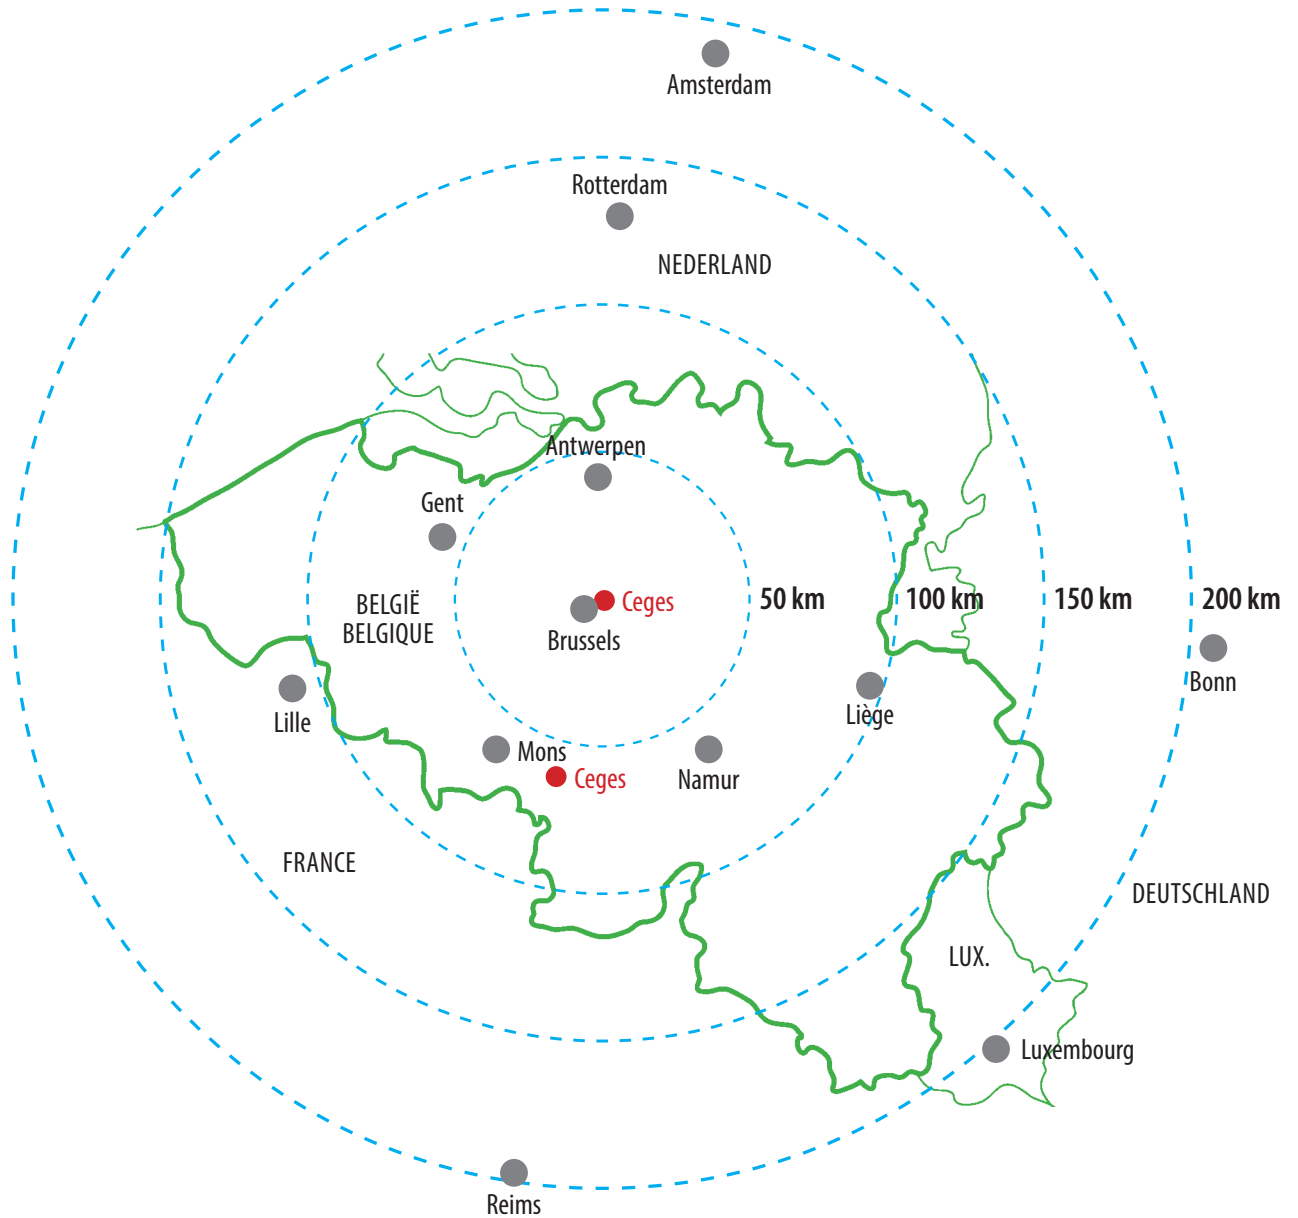 Amsterdam
Rotterdam
NEDERLAND
Antwerpen
Gent
BELGIË
BELGIQUE
Ceges
Brussels
50 km
100 km
150 km
200 km
Bonn
Lille
Liège
Mons
Ceges
Namur
FRANCE
DEUTSCHLAND
LUX.
Luxembourg
Reims